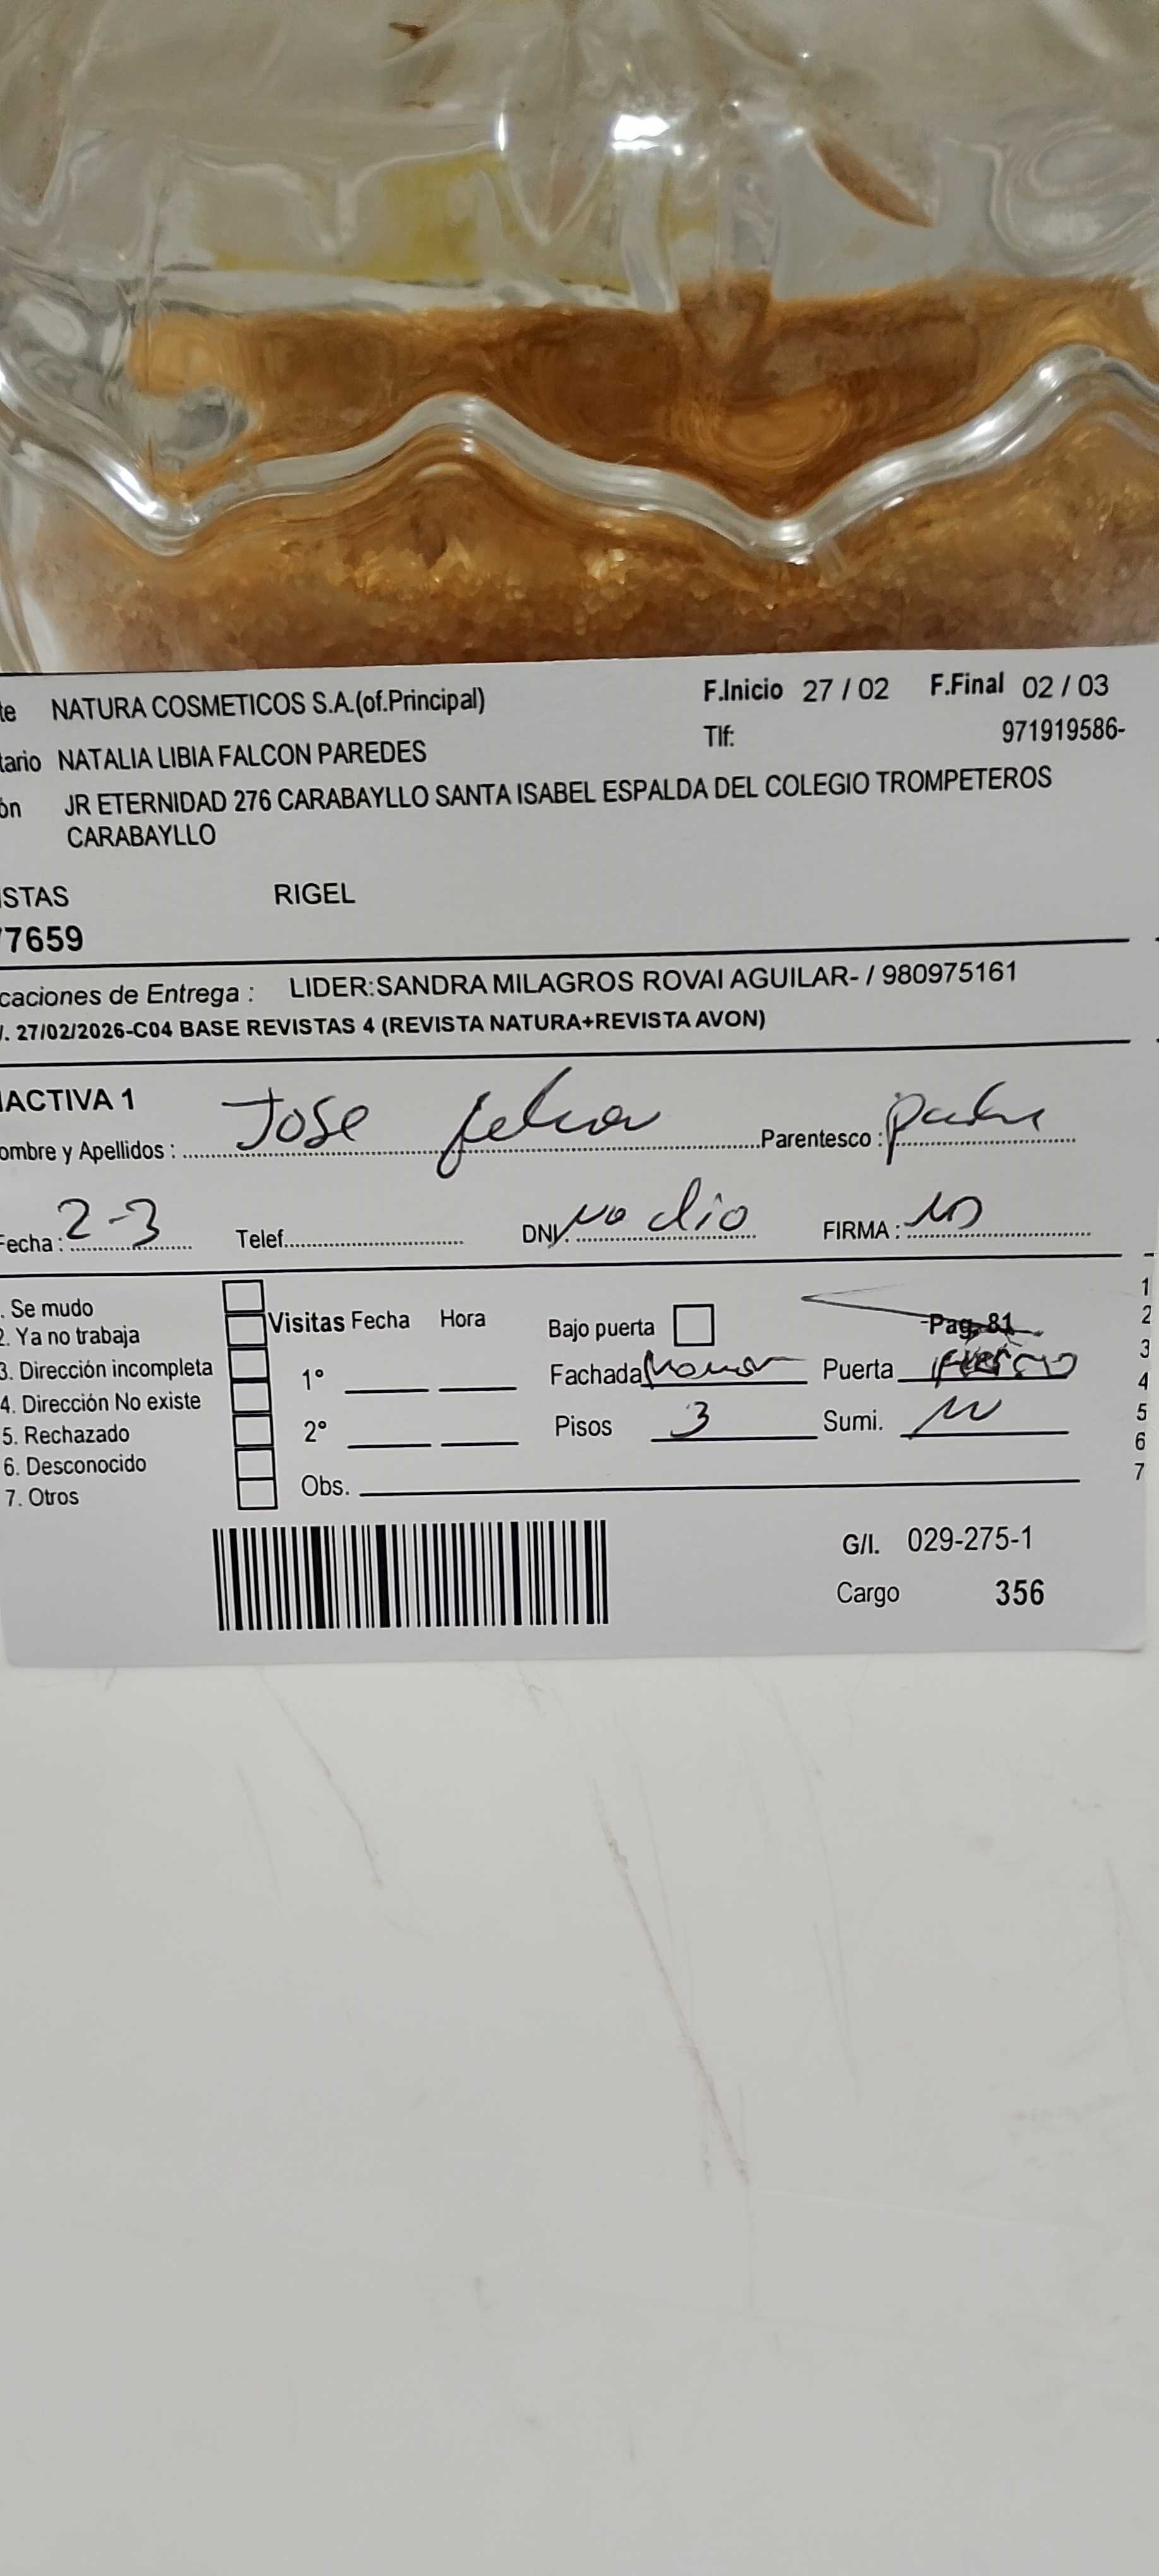 te NATURA COSMETICOS S.A.(of.Principal) F.Inicio 27 / 02 F.Final 02 / 03
tario NATALIA LIBIA FALCON PAREDES Tlf: 971919586-
ón JR ETERNIDAD 276 CARABAYLLO SANTA ISABEL ESPALDA DEL COLEGIO TROMPETEROS
CARABAYLLO
ISTAS RIGEL
77659
caciones de Entrega : LIDER:SANDRA MILAGROS ROVAI AGUILAR- / 980975161
/. 27/02/2026-C04 BASE REVISTAS 4 (REVISTA NATURA+REVISTA AVON)
IACTIVA 1
ombre y Apellidos : Jose falcon Parentesco : padre
Fecha : 2-3 Telef. DNI. No dio FIRMA :
. Se mudo 1
2. Ya no trabaja Visitas Fecha Hora Bajo puerta Pag. 81 2
3. Dirección incompleta 1° Fachada Puerta fierro 3
4. Dirección No existe 4
5. Rechazado 2° Pisos 3 Sumi. 5
6. Desconocido 6
7. Otros Obs. 7
G/I. 029-275-1
Cargo 356